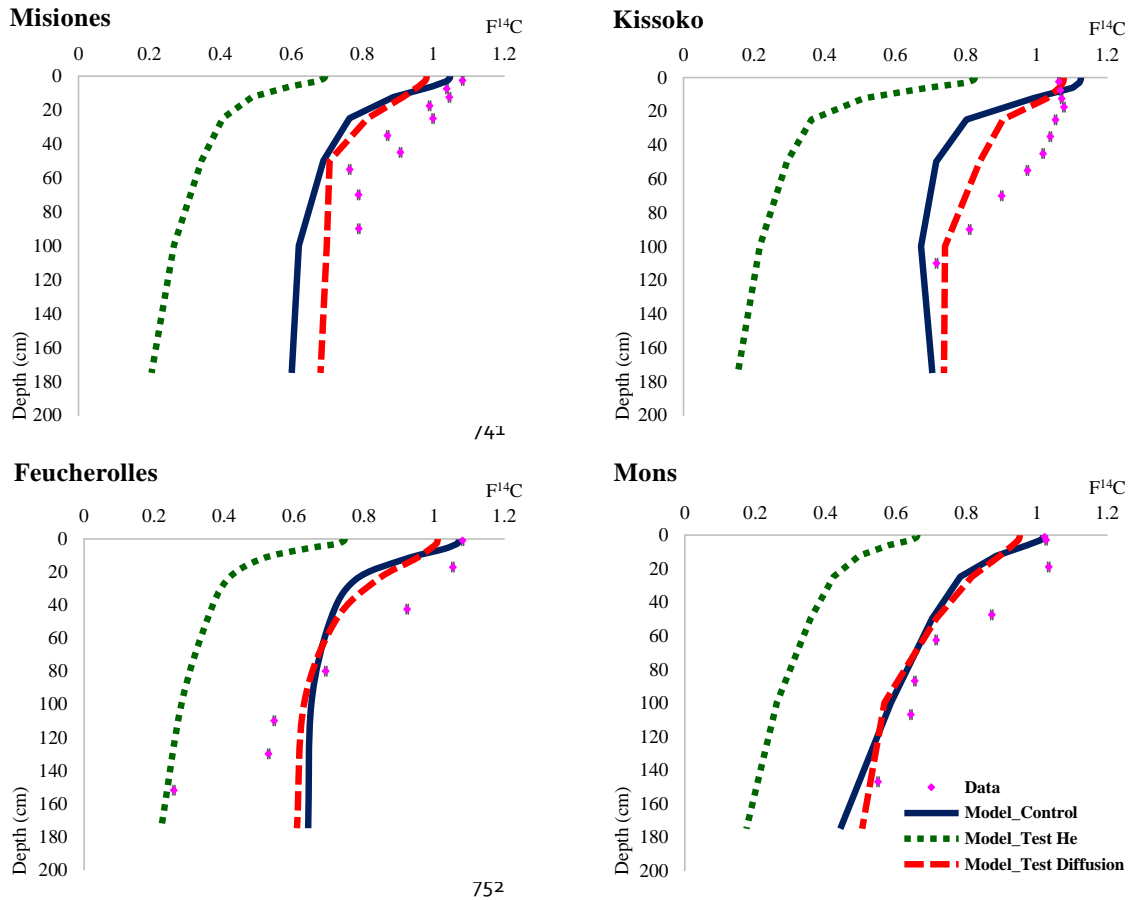 Misiones
F¹⁴C
0 0.2 0.4 0.6 0.8 1 1.2
0
20
40
60
80
100
120
140
160
180
200
Depth (cm)
74¹
Kissoko
F¹⁴C
0 0.2 0.4 0.6 0.8 1 1.2
0
20
40
60
80
100
120
140
160
180
200
Depth (cm)
Feucherolles
F¹⁴C
0 0.2 0.4 0.6 0.8 1 1.2
0
20
40
60
80
100
120
140
160
180
200
Depth (cm)
75²
Mons
F¹⁴C
0 0.2 0.4 0.6 0.8 1 1.2
0
20
40
60
80
100
120
140
160
180
200
Depth (cm)
Data
Model_Control
Model_Test He
Model_Test Diffusion